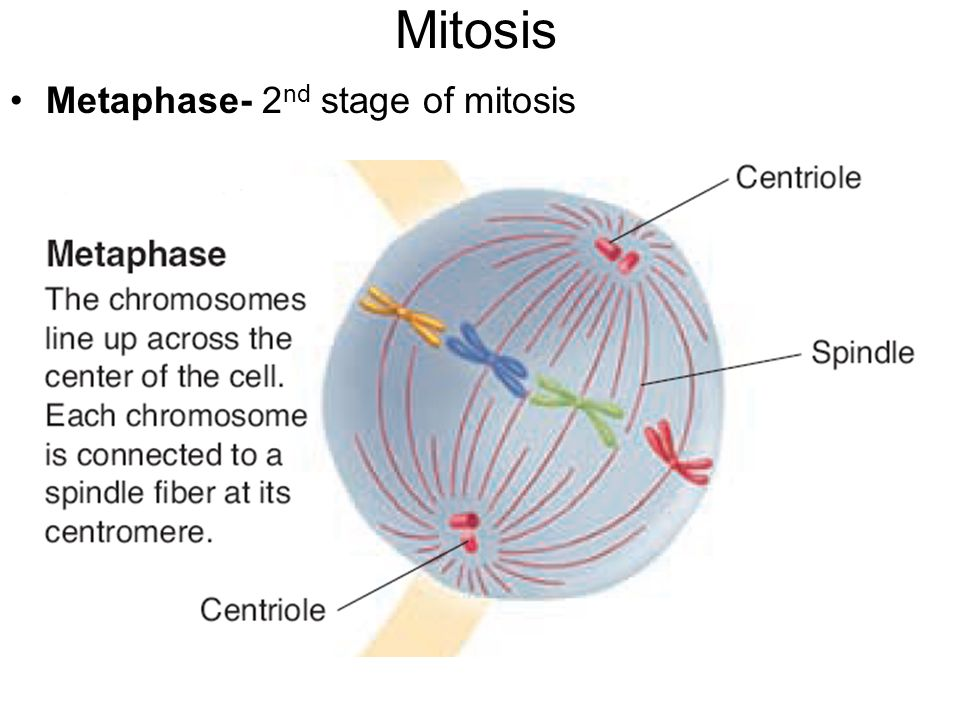 Mitosis
• Metaphase- 2nd stage of mitosis
Centriole
Metaphase
The chromosomes
line up across the
center of the cell.
Each chromosome
is connected to a
spindle fiber at its
centromere.
Spindle
Centriole